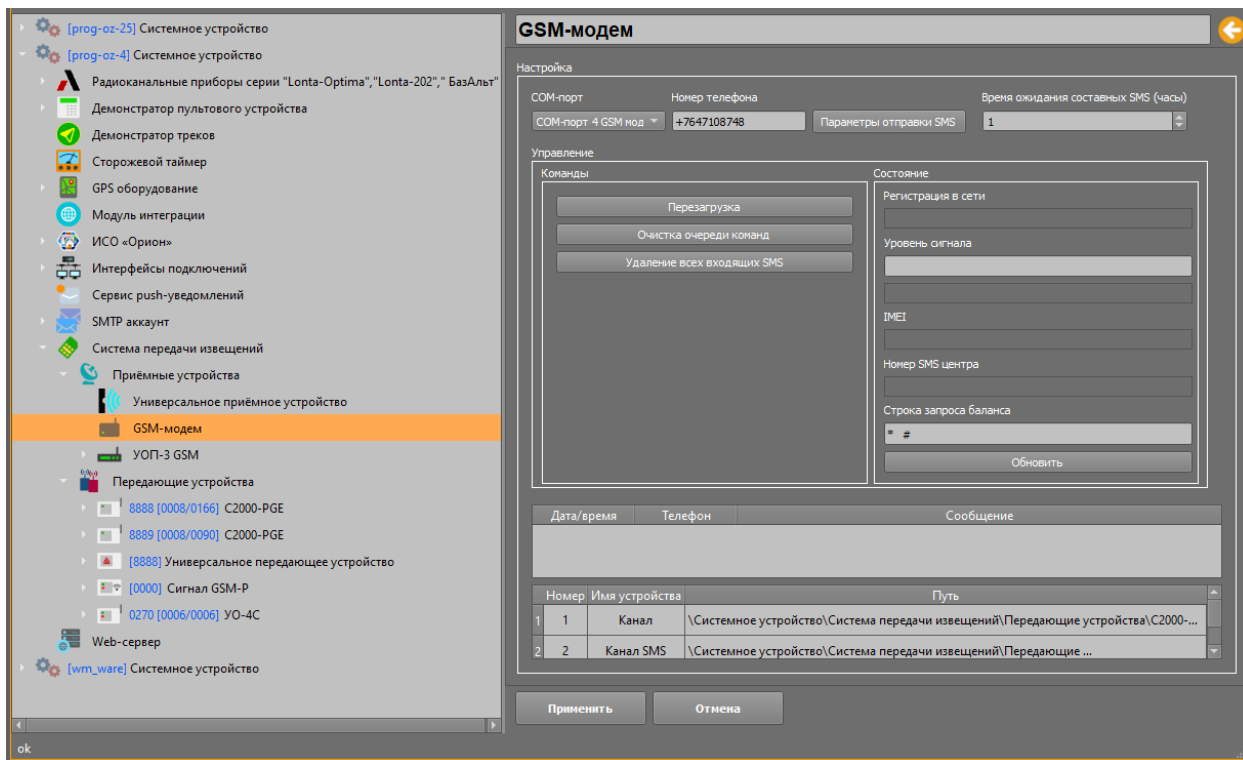 [prog-oz-25] Системное устройство
[prog-oz-4] Системное устройство
Радиоканальные приборы серии "Lonta-Optima","Lonta-202"," БазАльт"
Демонстратор пультового устройства
Демонстратор треков
Сторожевой таймер
GPS оборудование
Модуль интеграции
ИСО «Орион»
Интерфейсы подключений
Сервис push-уведомлений
SMTP аккаунт
Система передачи извещений
Приёмные устройства
Универсальное приёмное устройство
GSM-модем
УОП-3 GSM
Передающие устройства
8888 [0008/0166] C2000-PGE
8889 [0008/0090] C2000-PGE
[8888] Универсальное передающее устройство
[0000] Сигнал GSM-P
0270 [0006/0006] УО-4С
Web-сервер
[wm_ware] Системное устройство
ok
GSM-модем
Настройка
COM-порт Номер телефона Время ожидания составных SMS (часы)
COM-порт 4 GSM мод +7647108748 Параметры отправки SMS 1
Управление
Команды
Перезагрузка
Очистка очереди команд
Удаление всех входящих SMS
Состояние
Регистрация в сети
Уровень сигнала
IMEI
Номер SMS центра
Строка запроса баланса
* #
Обновить
Дата/время Телефон Сообщение
Номер Имя устройства Путь
1 1 Канал \Системное устройство\Система передачи извещений\Передающие устройства\С2000-...
2 2 Канал SMS \Системное устройство\Система передачи извещений\Передающие ...
Применить Отмена